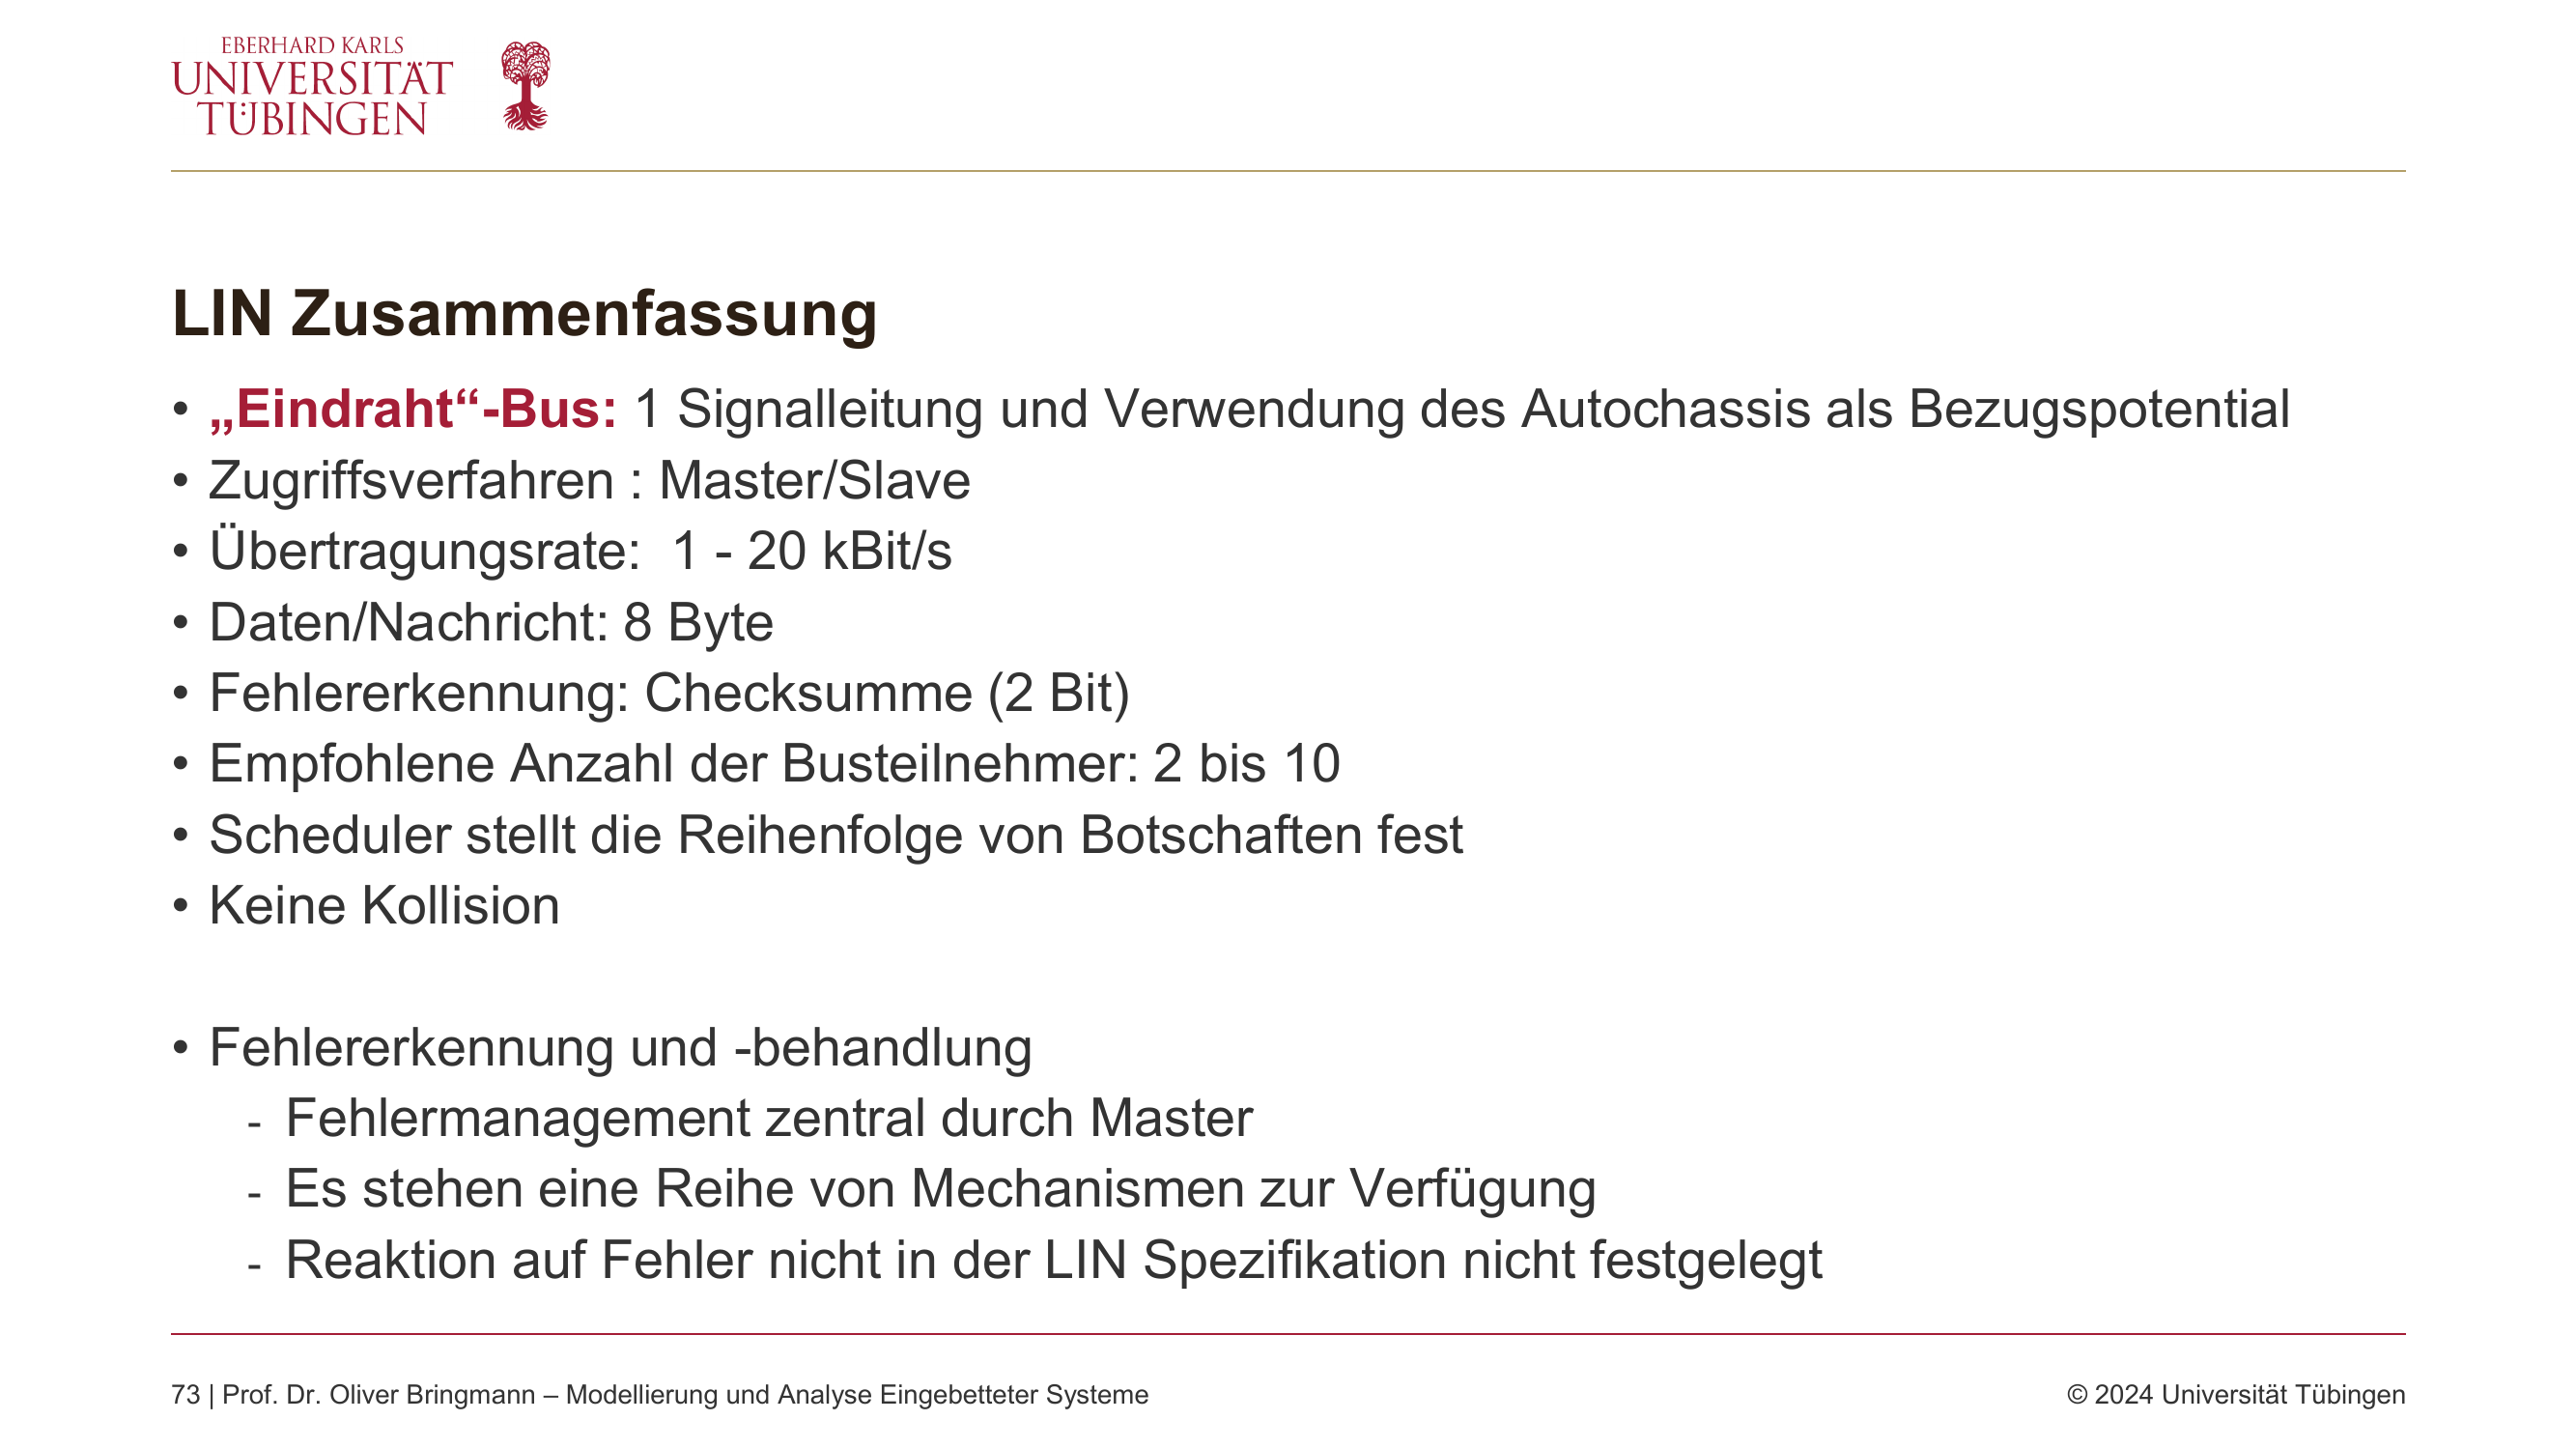 EBERHARD KARLS
UNIVERSITÄT
TÜBINGEN
LIN Zusammenfassung
• „Eindraht“-Bus: 1 Signalleitung und Verwendung des Autochassis als Bezugspotential
• Zugriffsverfahren : Master/Slave
• Übertragungsrate:  1 - 20 kBit/s
• Daten/Nachricht: 8 Byte
• Fehlererkennung: Checksumme (2 Bit)
• Empfohlene Anzahl der Busteilnehmer: 2 bis 10
• Scheduler stellt die Reihenfolge von Botschaften fest
• Keine Kollision
• Fehlererkennung und -behandlung
- Fehlermanagement zentral durch Master
- Es stehen eine Reihe von Mechanismen zur Verfügung
- Reaktion auf Fehler nicht in der LIN Spezifikation nicht festgelegt
73 | Prof. Dr. Oliver Bringmann – Modellierung und Analyse Eingebetteter Systeme
© 2024 Universität Tübingen